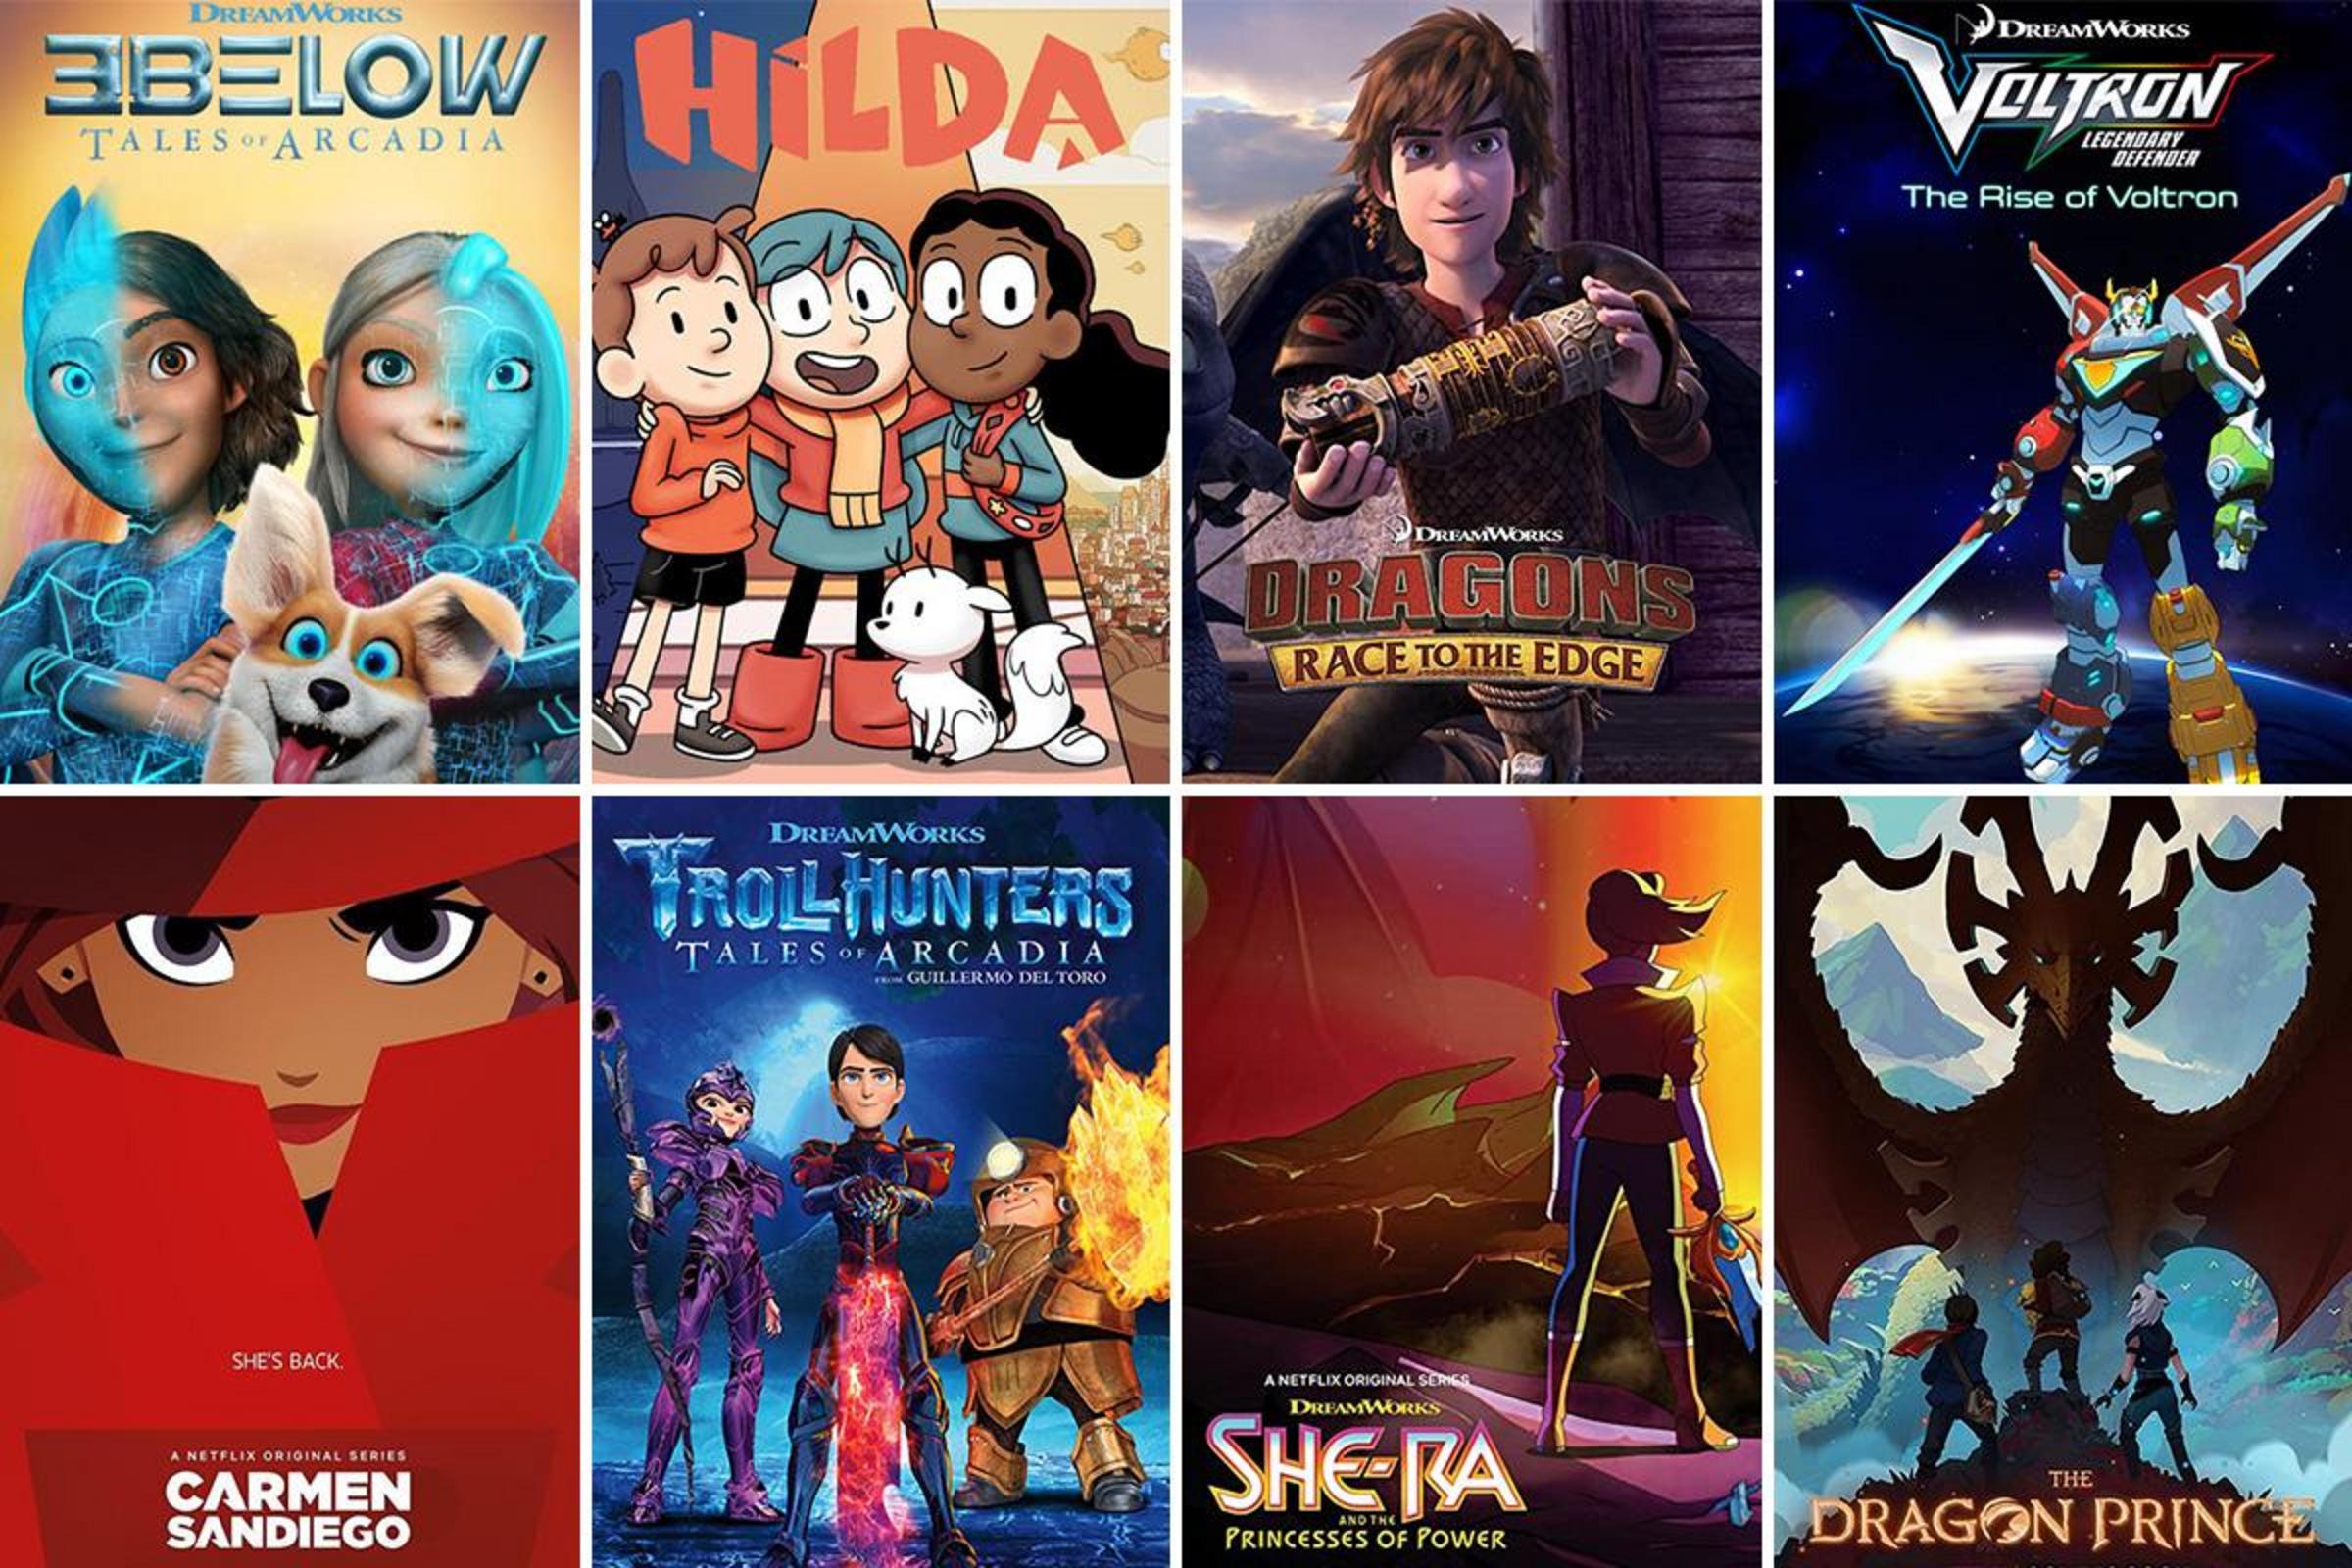 DREAMWORKS
3BELOW
TALES OF ARCADIA
HiLDA
DREAMWORKS
DRAGONS
RACE TO THE EDGE
DREAMWORKS
VOLTRON
LEGENDARY
DEFENDER
The Rise of Voltron
SHE'S BACK.
A NETFLIX ORIGINAL SERIES
CARMEN
SANDIEGO
DREAMWORKS
TROLLHUNTERS
TALES OF ARCADIA
FROM GUILLERMO DEL TORO
A NETFLIX ORIGINAL SERIES
DREAMWORKS
SHE-RA
AND THE
PRINCESSES OF POWER
THE
DRAGON PRINCE